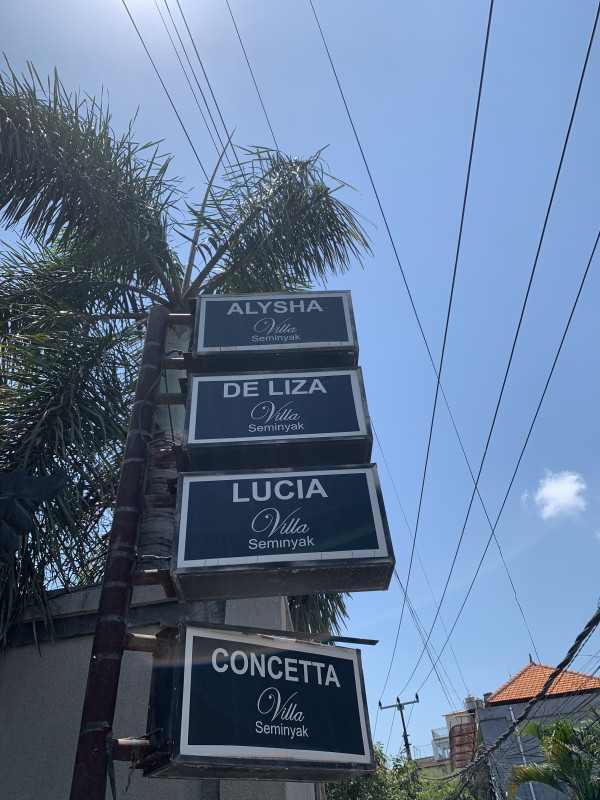 ALYSHA
Villa
Seminyak
DE LIZA
Villa
Seminyak
LUCIA
Villa
Seminyak
CONCETTA
Villa
Seminyak